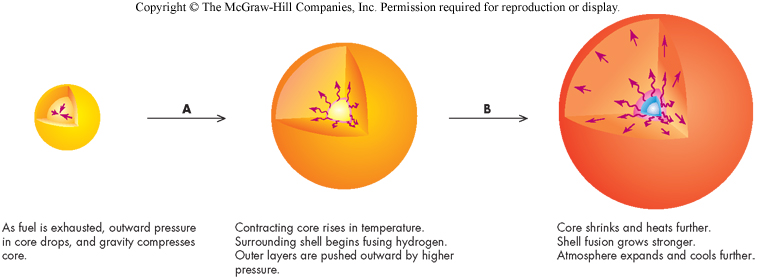 Copyright © The McGraw-Hill Companies, Inc. Permission required for reproduction or display.
A
B
As fuel is exhausted, outward pressure
in core drops, and gravity compresses
core.
Contracting core rises in temperature.
Surrounding shell begins fusing hydrogen.
Outer layers are pushed outward by higher
pressure.
Core shrinks and heats further.
Shell fusion grows stronger.
Atmosphere expands and cools further.